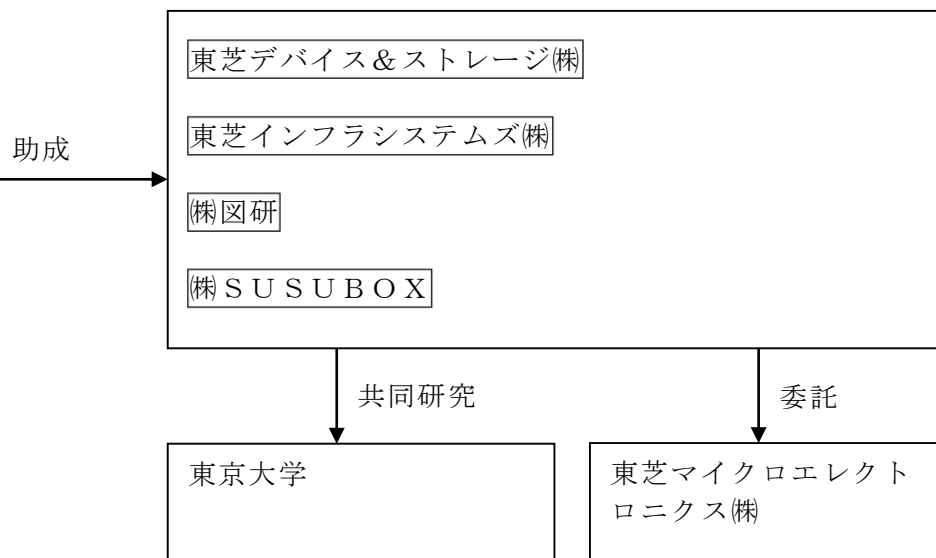 東芝デバイス&ストレージ㈱
東芝インフラシステムズ㈱
助成
㈱図研
㈱ＳＵＳＵＢＯＸ
共同研究
委託
東京大学
東芝マイクロエレクト
ロニクス㈱